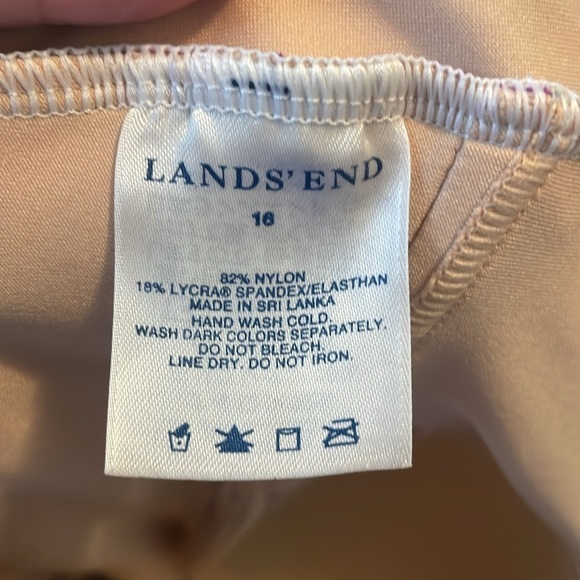 LANDS' END
16
82% NYLON
18% LYCRA® SPANDEX/ELASTHAN
MADE IN SRI LANKA
HAND WASH COLD.
WASH DARK COLORS SEPARATELY.
DO NOT BLEACH.
LINE DRY. DO NOT IRON.